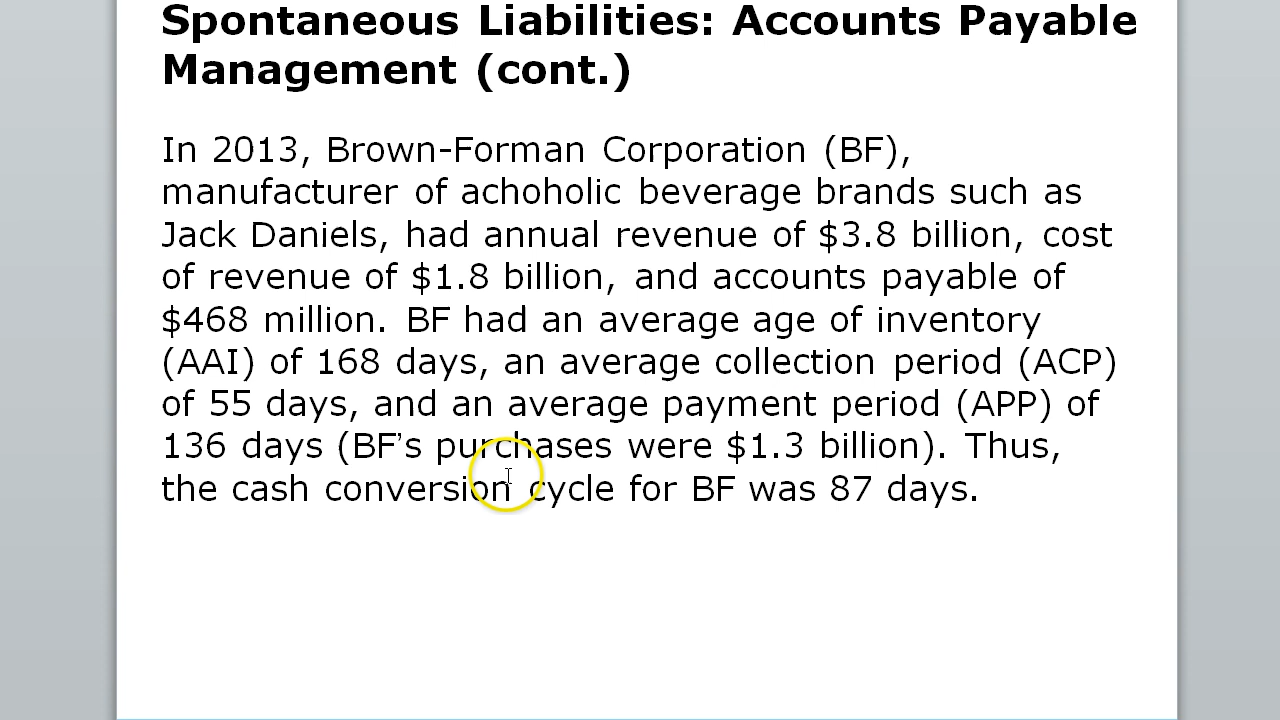 Spontaneous Liabilities: Accounts Payable
Management (cont.)
In 2013, Brown-Forman Corporation (BF),
manufacturer of achoholic beverage brands such as
Jack Daniels, had annual revenue of $3.8 billion, cost
of revenue of $1.8 billion, and accounts payable of
$468 million. BF had an average age of inventory
(AAI) of 168 days, an average collection period (ACP)
of 55 days, and an average payment period (APP) of
136 days (BF’s purchases were $1.3 billion). Thus,
the cash conversion cycle for BF was 87 days.